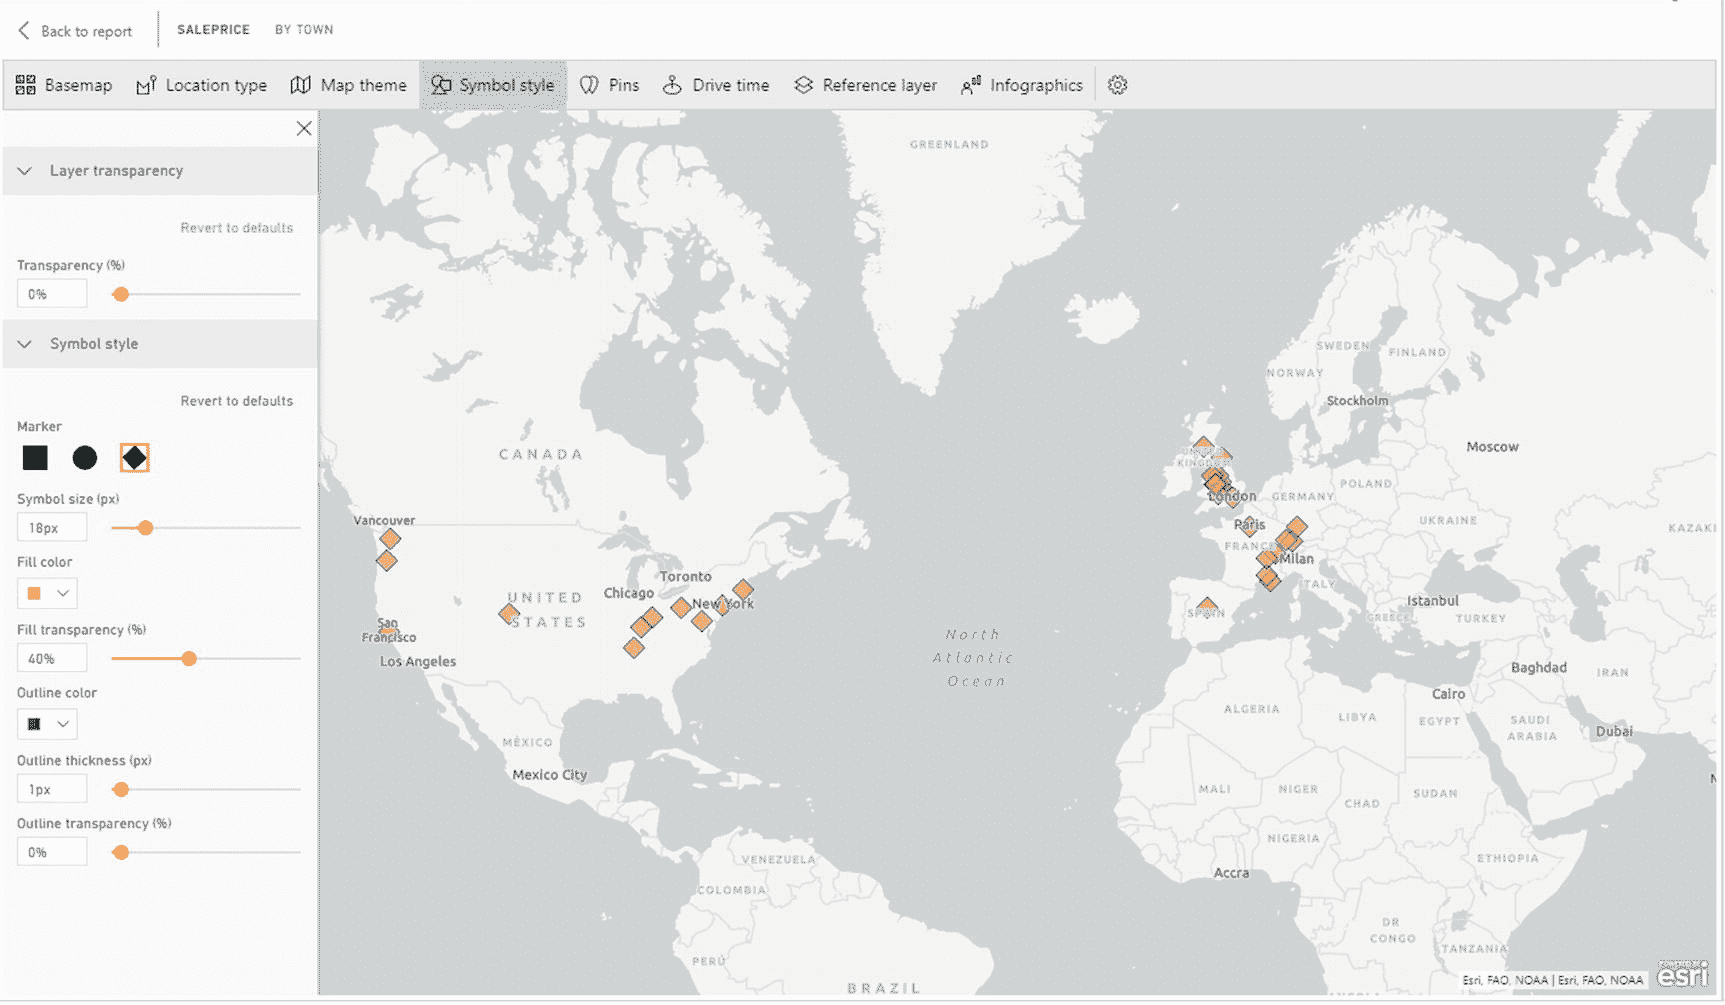 Back to report
SALEPRICE BY TOWN
Basemap Location type Map theme Symbol style Pins Drive time Reference layer Infographics
Layer transparency
Revert to defaults
Transparency (%)
0%
Symbol style
Revert to defaults
Marker
Symbol size (px)
18px
Fill color
Fill transparency (%)
40%
Outline color
Outline thickness (px)
1px
Outline transparency (%)
0%
GREENLAND
SWEDEN
FINLAND
NORWAY
Stockholm
Moscow
CANADA
UNITED
KINGDOM
London
POLAND
GERMANY
Vancouver
Paris
UKRAINE
KAZAK
FRANCE
Milan
Toronto
Chicago
UNITED
STATES
New York
ITALY
Istanbul
SPAIN
GREECE
TURKEY
San
Francisco
Los Angeles
North
Atlantic
Ocean
Baghdad
IRAN
Cairo
ALGERIA
LIBYA
EGYPT
SAUDI
ARABIA
Dubai
MÉXICO
Mexico City
MALI
NIGER
CHAD
SUDAN
NIGERIA
VENEZUELA
ETHIOPIA
COLOMBIA
Accra
DR
CONGO
TANZANIA
PERÚ
BRAZIL
ANGOLA
Esri, FAO, NOAA | Esri, FAO, NOAA
esri